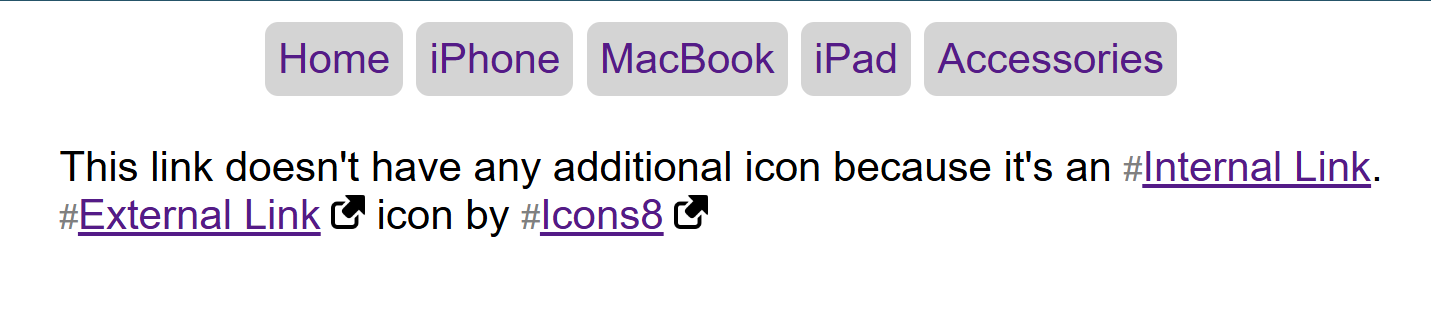 Home iPhone MacBook iPad Accessories
This link doesn't have any additional icon because it's an #Internal Link.
#External Link icon by #Icons8